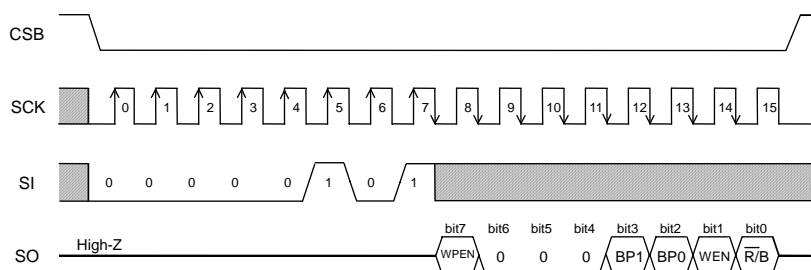 CSB
SCK 0 1 2 3 4 5 6 7 8 9 10 11 12 13 14 15
SI 0 0 0 0 0 1 0 1
bit7 bit6 bit5 bit4 bit3 bit2 bit1 bit0
SO High-Z WPEN 0 0 0 BP1 BP0 WEN R̅/B